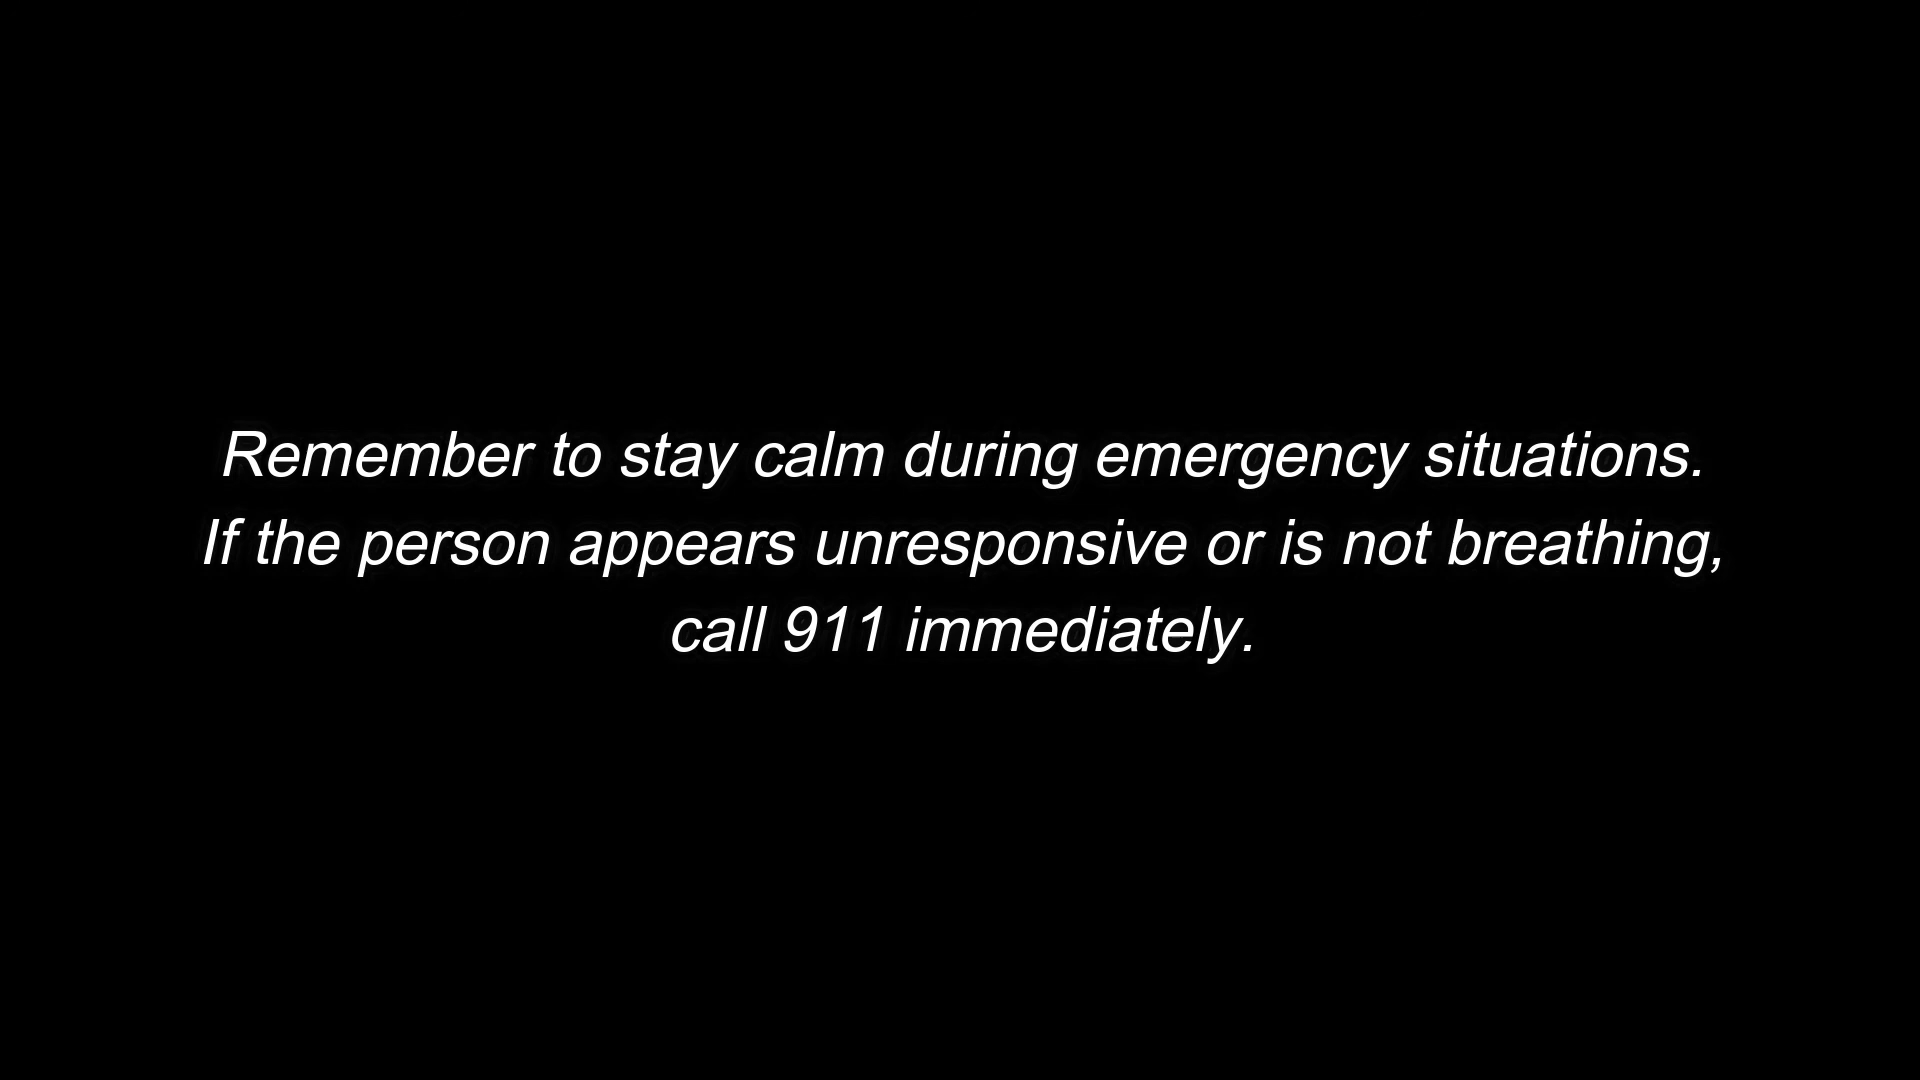 Remember to stay calm during emergency situations.
If the person appears unresponsive or is not breathing,
call 911 immediately.